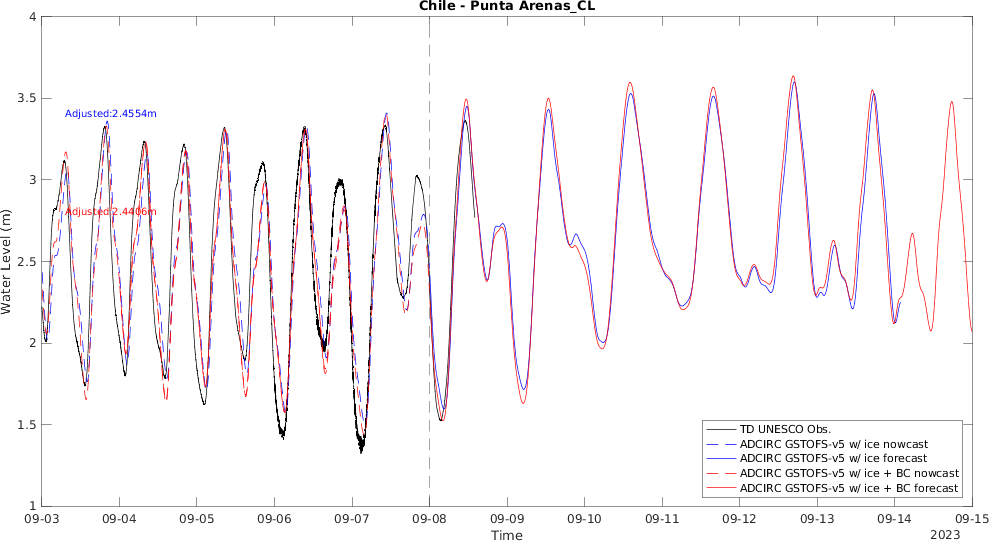 Chile - Punta Arenas_CL
4
3.5
3
2.5
2
1.5
1
Water Level (m)
Adjusted:2.4554m
Adjusted:2.4406m
TD UNESCO Obs.
ADCIRC GSTOFS-v5 w/ ice nowcast
ADCIRC GSTOFS-v5 w/ ice forecast
ADCIRC GSTOFS-v5 w/ ice + BC nowcast
ADCIRC GSTOFS-v5 w/ ice + BC forecast
09-03 09-04 09-05 09-06 09-07 09-08 09-09 09-10 09-11 09-12 09-13 09-14 09-15
Time
2023